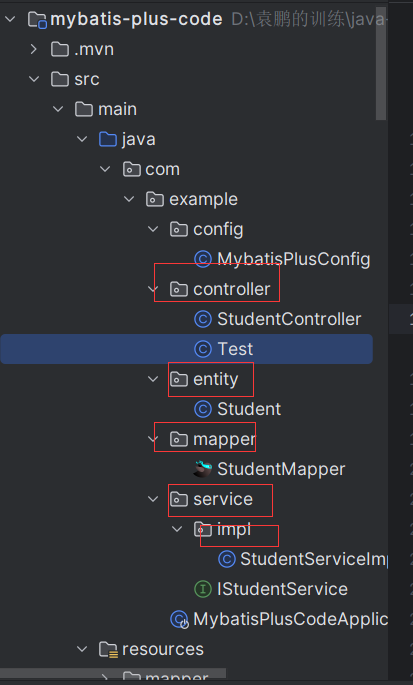 mybatis-plus-code D:\袁鹏的训练\java-
.mvn
src
main
java
com
example
config
MybatisPlusConfig
controller
StudentController
Test
entity
Student
mapper
StudentMapper
service
impl
StudentServiceImp
IStudentService
MybatisPlusCodeApplic
resources
mapper